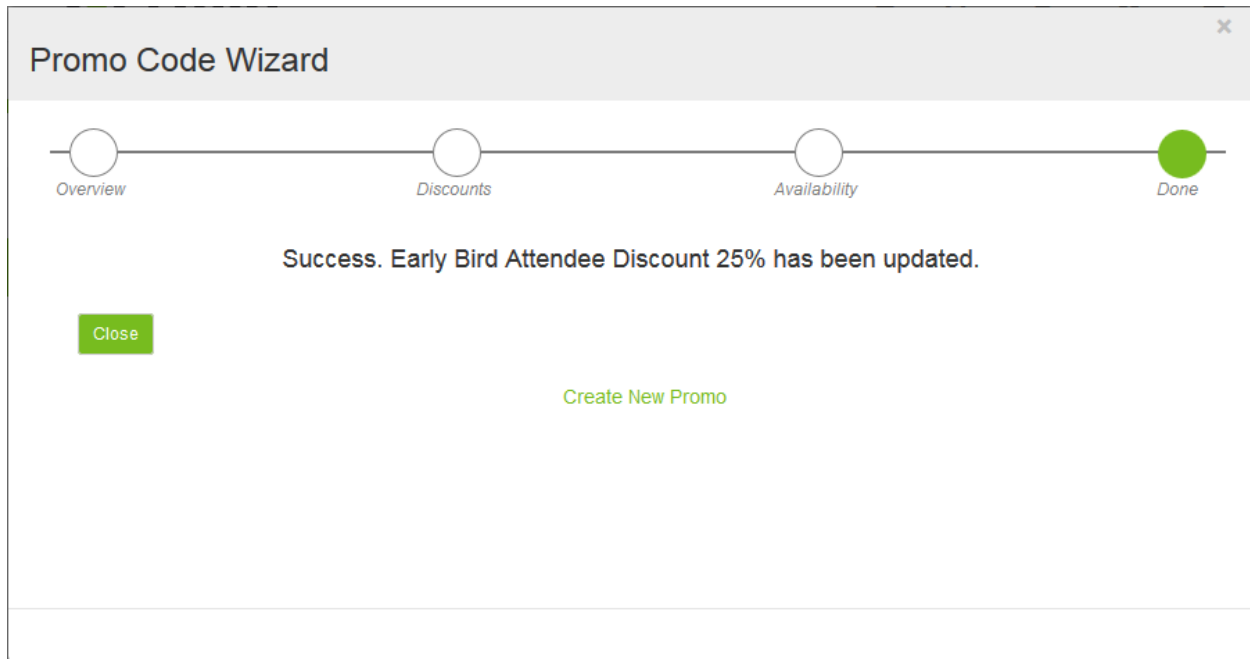 ×
Promo Code Wizard
Overview Discounts Availability Done
Success. Early Bird Attendee Discount 25% has been updated.
Close
Create New Promo